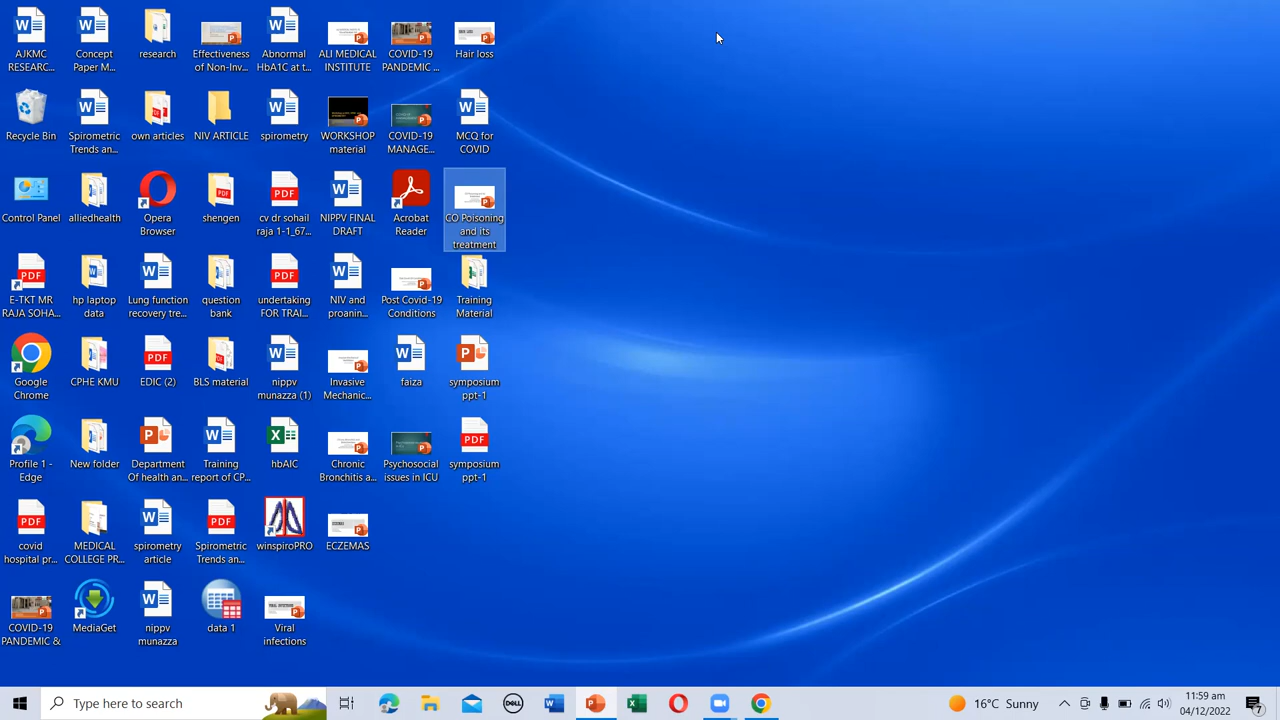 AJKMC
RESEARC...
Concept
Paper M...
research
Effectiveness
of Non-Inv...
Abnormal
HbA1C at t...
ALI MEDICAL
INSTITUTE
COVID-19
PANDEMIC ...
Hair loss
Recycle Bin
Spirometric
Trends an...
own articles
NIV ARTICLE
spirometry
WORKSHOP
material
COVID-19
MANAGE...
MCQ for
COVID
Control Panel
alliedhealth
Opera
Browser
shengen
cv dr sohail
raja 1-1_67...
NIPPV FINAL
DRAFT
Acrobat
Reader
CO Poisoning
and its
treatment
E-TKT MR
RAJA SOHA...
hp laptop
data
Lung function
recovery tre...
question
bank
undertaking
FOR TRAI...
NIV and
proanin...
Post Covid-19
Conditions
Training
Material
Google
Chrome
CPHE KMU
EDIC (2)
BLS material
nippv
munazza (1)
Invasive
Mechanic...
faiza
symposium
ppt-1
Profile 1 -
Edge
New folder
Department
Of health an...
Training
report of CP...
hbAIC
Chronic
Bronchitis a...
Psychosocial
issues in ICU
symposium
ppt-1
covid
hospital pr...
MEDICAL
COLLEGE PR...
spirometry
article
Spirometric
Trends an...
winspiroPRO
ECZEMAS
COVID-19
PANDEMIC &
MediaGet
nippv
munazza
data 1
Viral
infections
Type here to search
11:59 am
04/12/2022